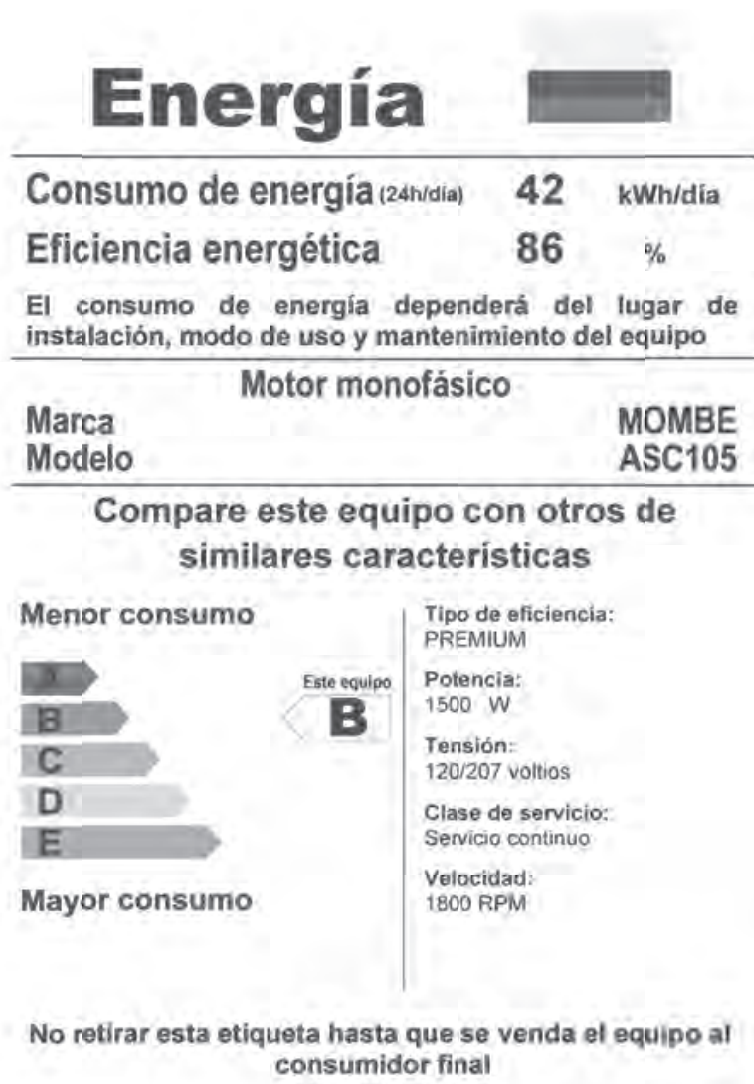 Energía
Consumo de energía (24h/día) 42 kWh/día
Eficiencia energética 86 %
El consumo de energía dependerá del lugar de
instalación, modo de uso y mantenimiento del equipo
Motor monofásico
Marca MOMBE
Modelo ASC105
Compare este equipo con otros de
similares características
Menor consumo
B
C
D
E
Mayor consumo
Este equipo
B
Tipo de eficiencia:
PREMIUM
Potencia:
1500 W
Tensión:
120/207 voltios
Clase de servicio:
Servicio continuo
Velocidad:
1800 RPM
No retirar esta etiqueta hasta que se venda el equipo al
consumidor final